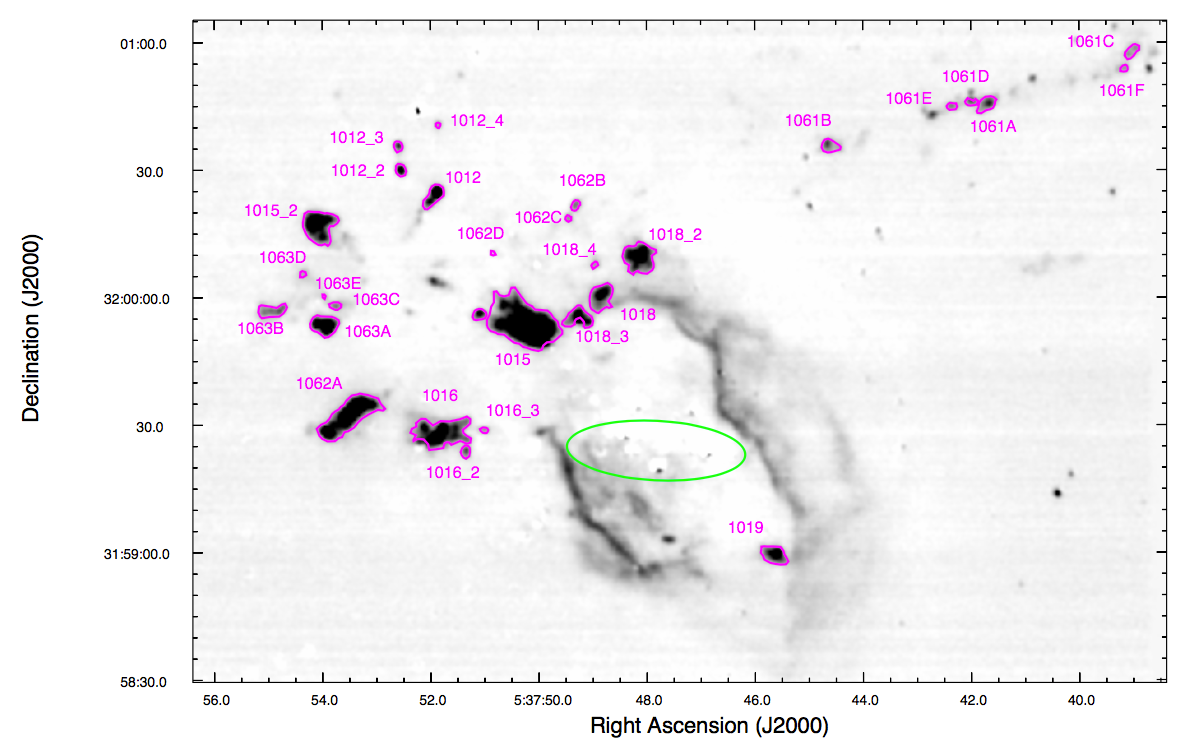 01:00.0
1061C
1061D
1061E
1061F
1012_4
1061B
1061A
1012_3
1012_2
30.0
1012
1062B
1015_2
1062C
1062D
1018_2
1018_4
1063D
1063E
32:00:00.0
1063C
1018
1063B
1063A
1018_3
1015
1062A
1016
1016_3
30.0
1016_2
1019
31:59:00.0
58:30.0
56.0
54.0
52.0
5:37:50.0
48.0
46.0
44.0
42.0
40.0
Right Ascension (J2000)
Declination (J2000)